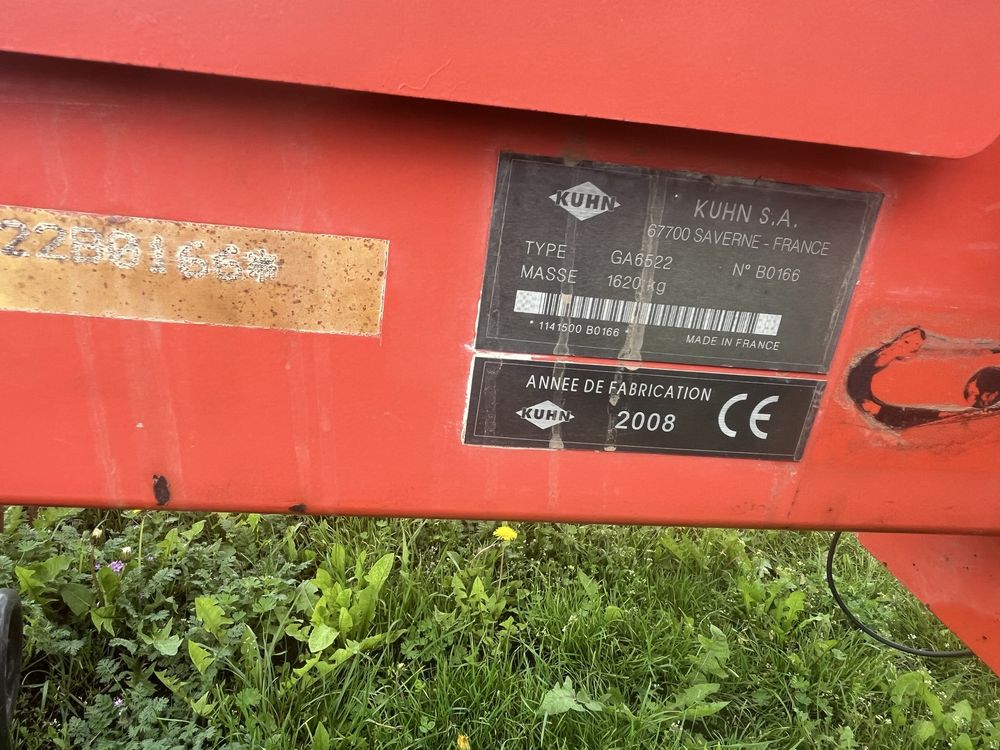 22B0166*
KUHN
KUHN S.A.
67700 SAVERNE - FRANCE
TYPE GA6522 N° B0166
MASSE 1620 kg
* 1141500 B0166 *
MADE IN FRANCE
ANNEE DE FABRICATION
KUHN 2008 CE